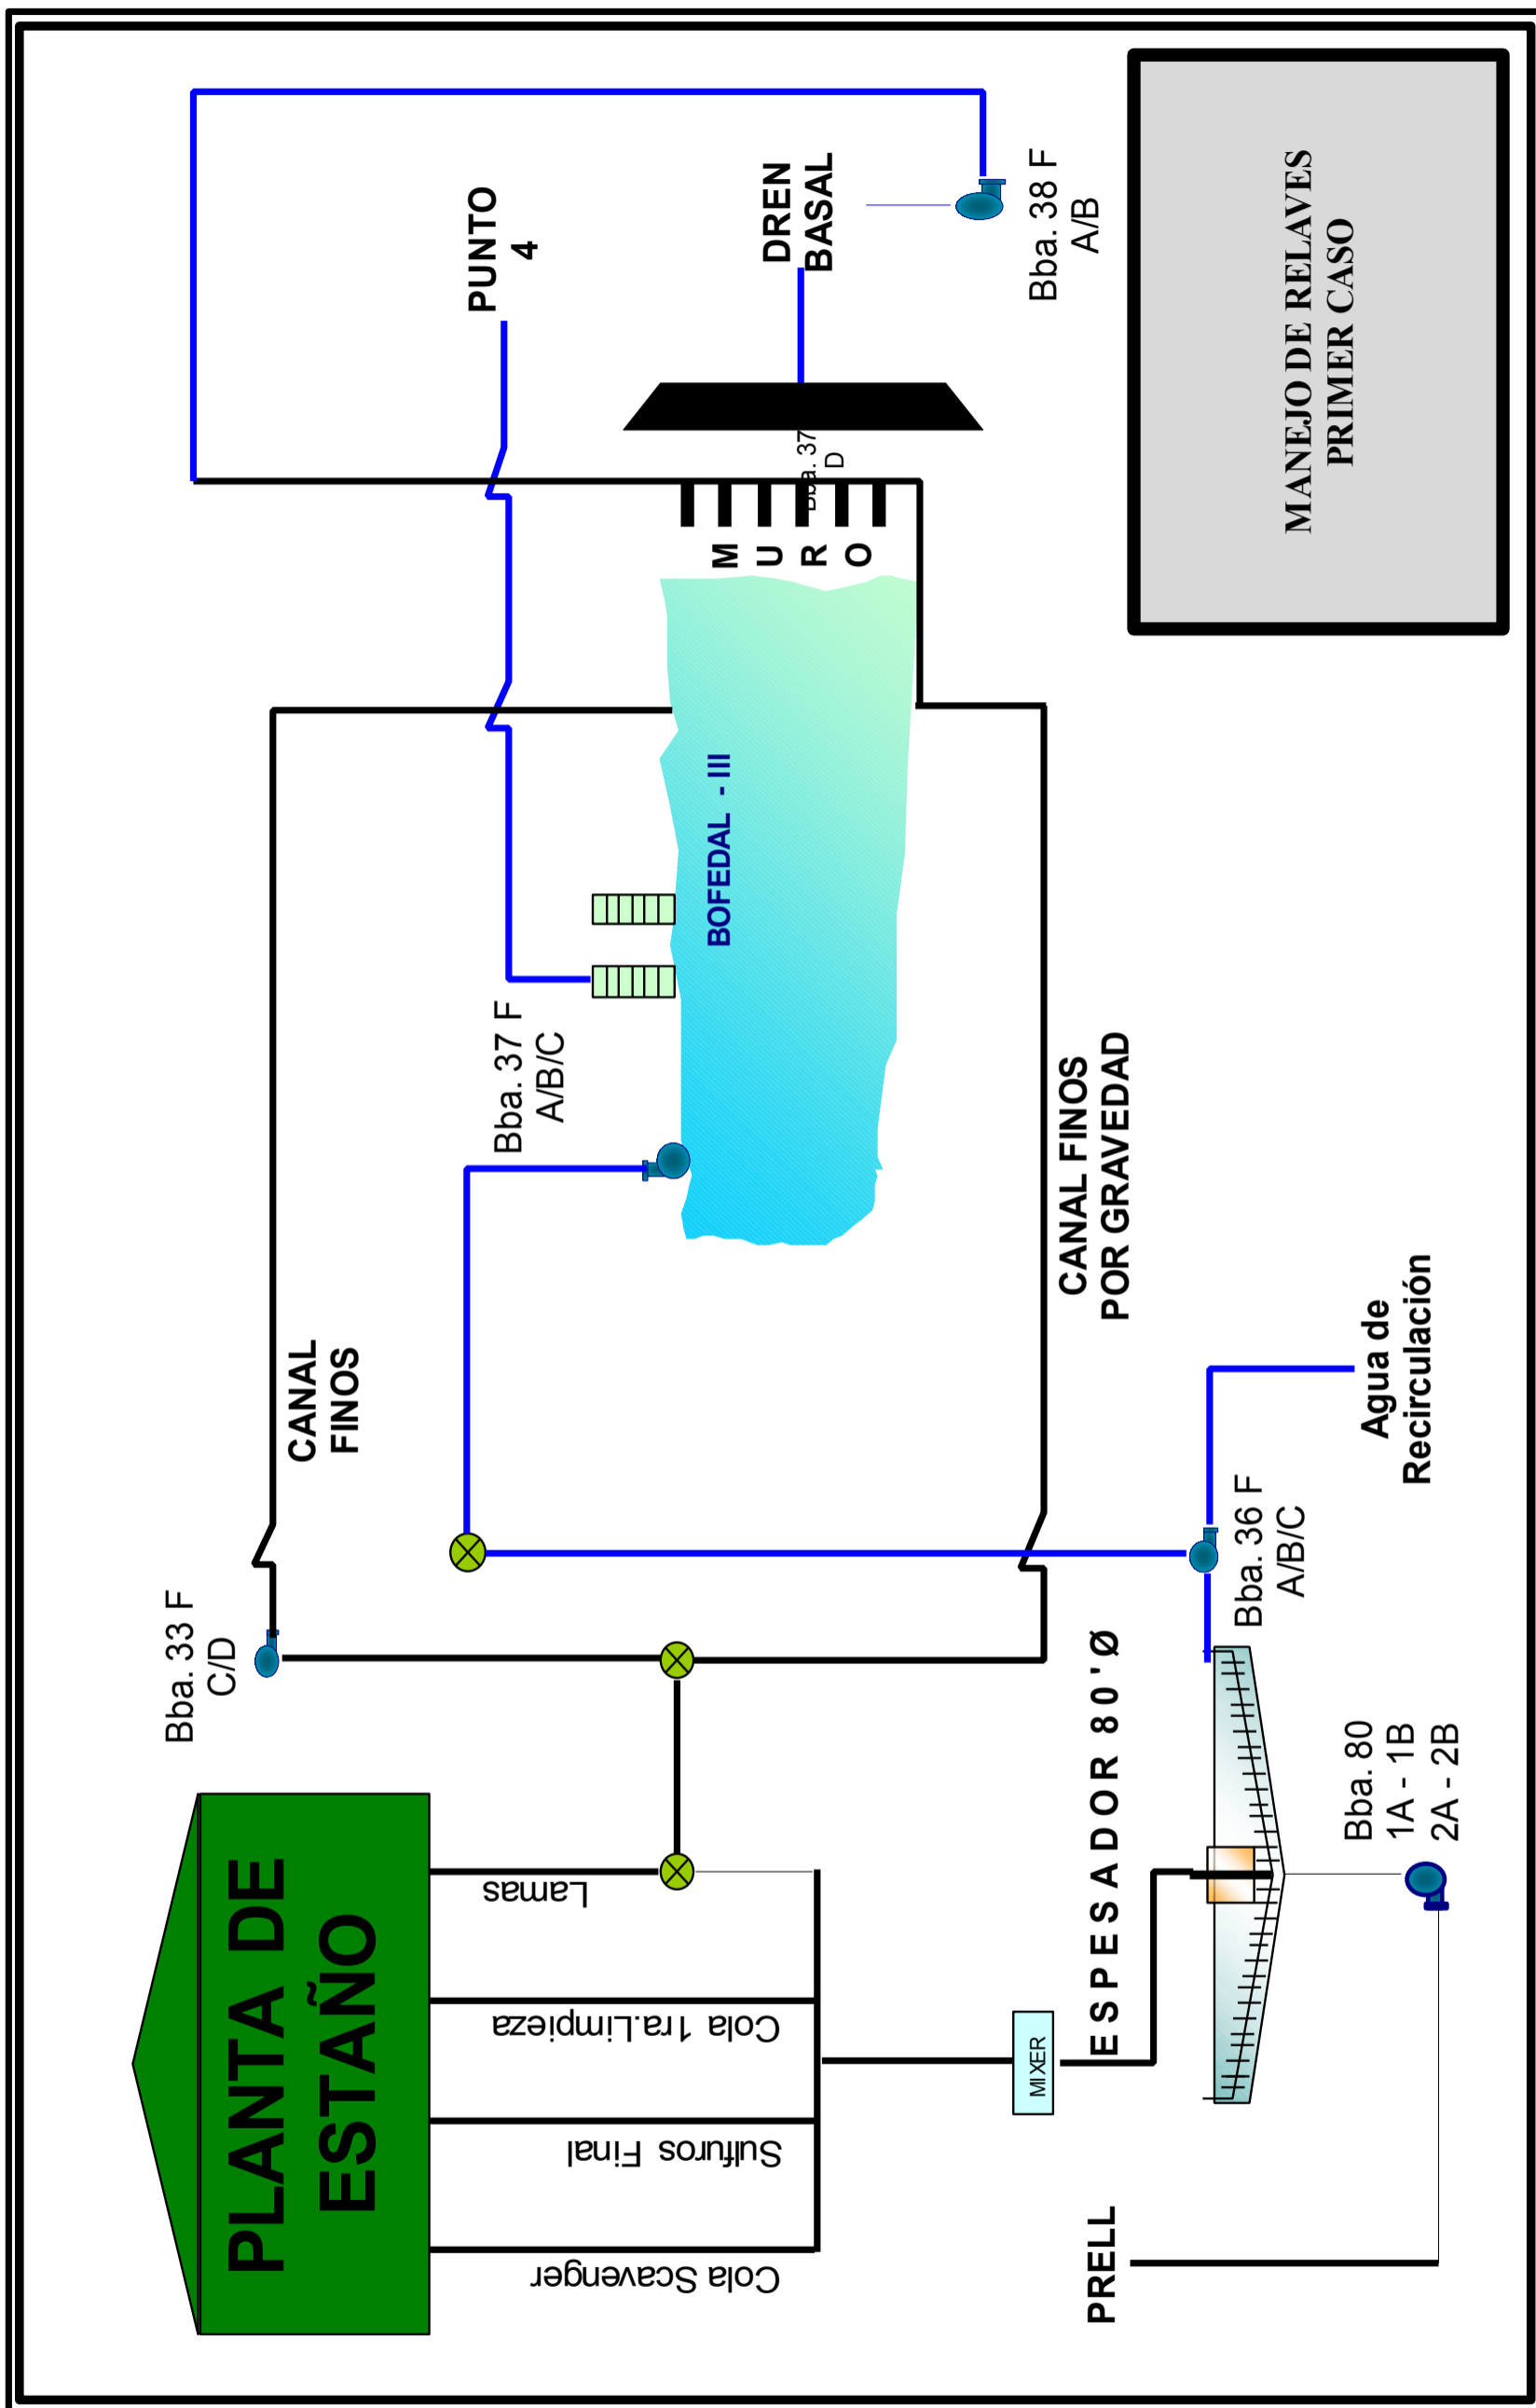 PLANTA DE
ESTAÑO
Cola Scavenger
Sulfuros Final
Cola 1ra.Limpieza
Lamas
Bba. 33 F
C/D
CANAL
FINOS
Bba. 37 F
A/B/C
PUNTO
4
BOFEDAL - III
M
U
R
O
Bba. 37
D
DREN
BASAL
Bba. 38 F
A/B
CANAL FINOS
POR GRAVEDAD
PRELL
MIXER
ESPESADOR 80'Ø
Bba. 36 F
A/B/C
Agua de
Recirculación
Bba. 80
1A - 1B
2A - 2B
MANEJO DE RELAVES
PRIMER CASO